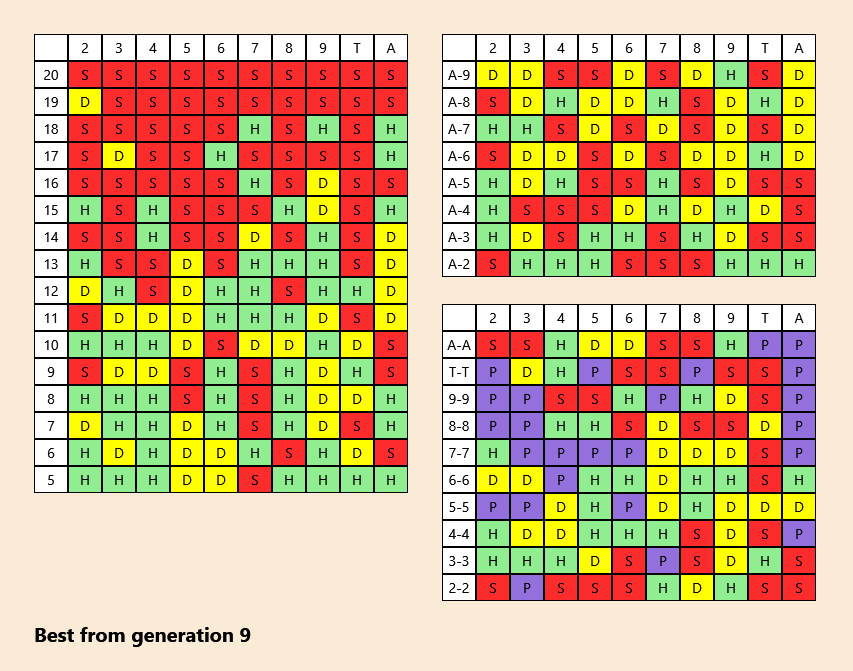 2 3 4 5 6 7 8 9 T A
20 S S S S S S S S S S
19 D S S S S S S S S S
18 S S S S S H S H S H
17 S D S S H S S S S H
16 S S S S S H S D S S
15 H S H S S S H D S H
14 S S H S S D S H S D
13 H S S D S H H H S D
12 D H S D H H S H H D
11 S D D D H H H D S D
10 H H H D S D D H D S
9 S D D S H S H D H S
8 H H H S H S H D D H
7 D H H D H S H D S H
6 H D H D D H S H D S
5 H H H D D S H H H H
2 3 4 5 6 7 8 9 T A
A-9 D D S S D S D H S D
A-8 S D H D D H S D H D
A-7 H H S D S D S D S D
A-6 S D D S D S D D H D
A-5 H D H S S H S D S S
A-4 H S S S D H D H D S
A-3 H D S H H S H D S S
A-2 S H H H S S S H H H
2 3 4 5 6 7 8 9 T A
A-A S S H D D S S H P P
T-T P D H P S S P S S P
9-9 P P S S H P H D S P
8-8 P P H H S D S S D P
7-7 H P P P P D D D S P
6-6 D D P H H D H H S H
5-5 P P D H P D H D D D
4-4 H D D H H H S D S P
3-3 H H H D S P S D H S
2-2 S P S S S H D H S S
Best from generation 9